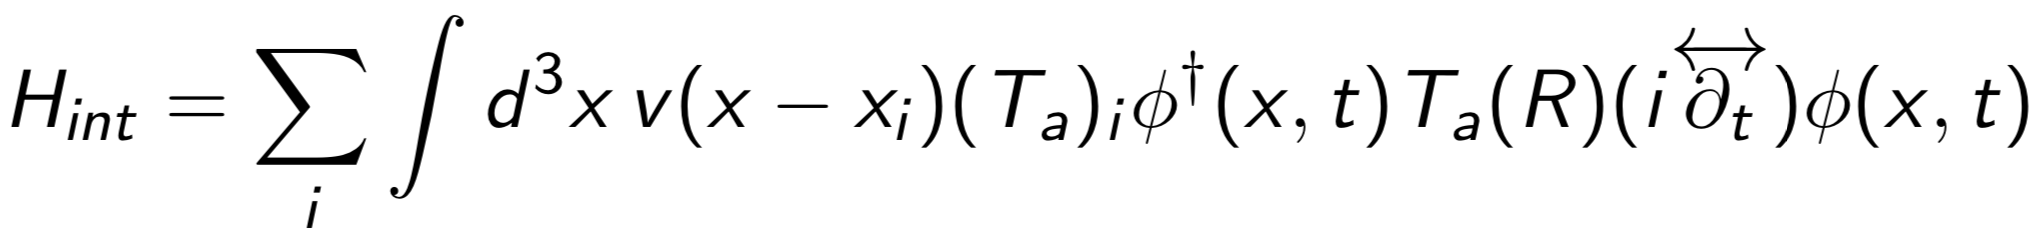 $H_{int} = \sum_i \int d^3x \, v(x - x_i)(T_a)_i \phi^\dagger(x, t) T_a(R)(i\overleftrightarrow{\partial_t})\phi(x, t)$